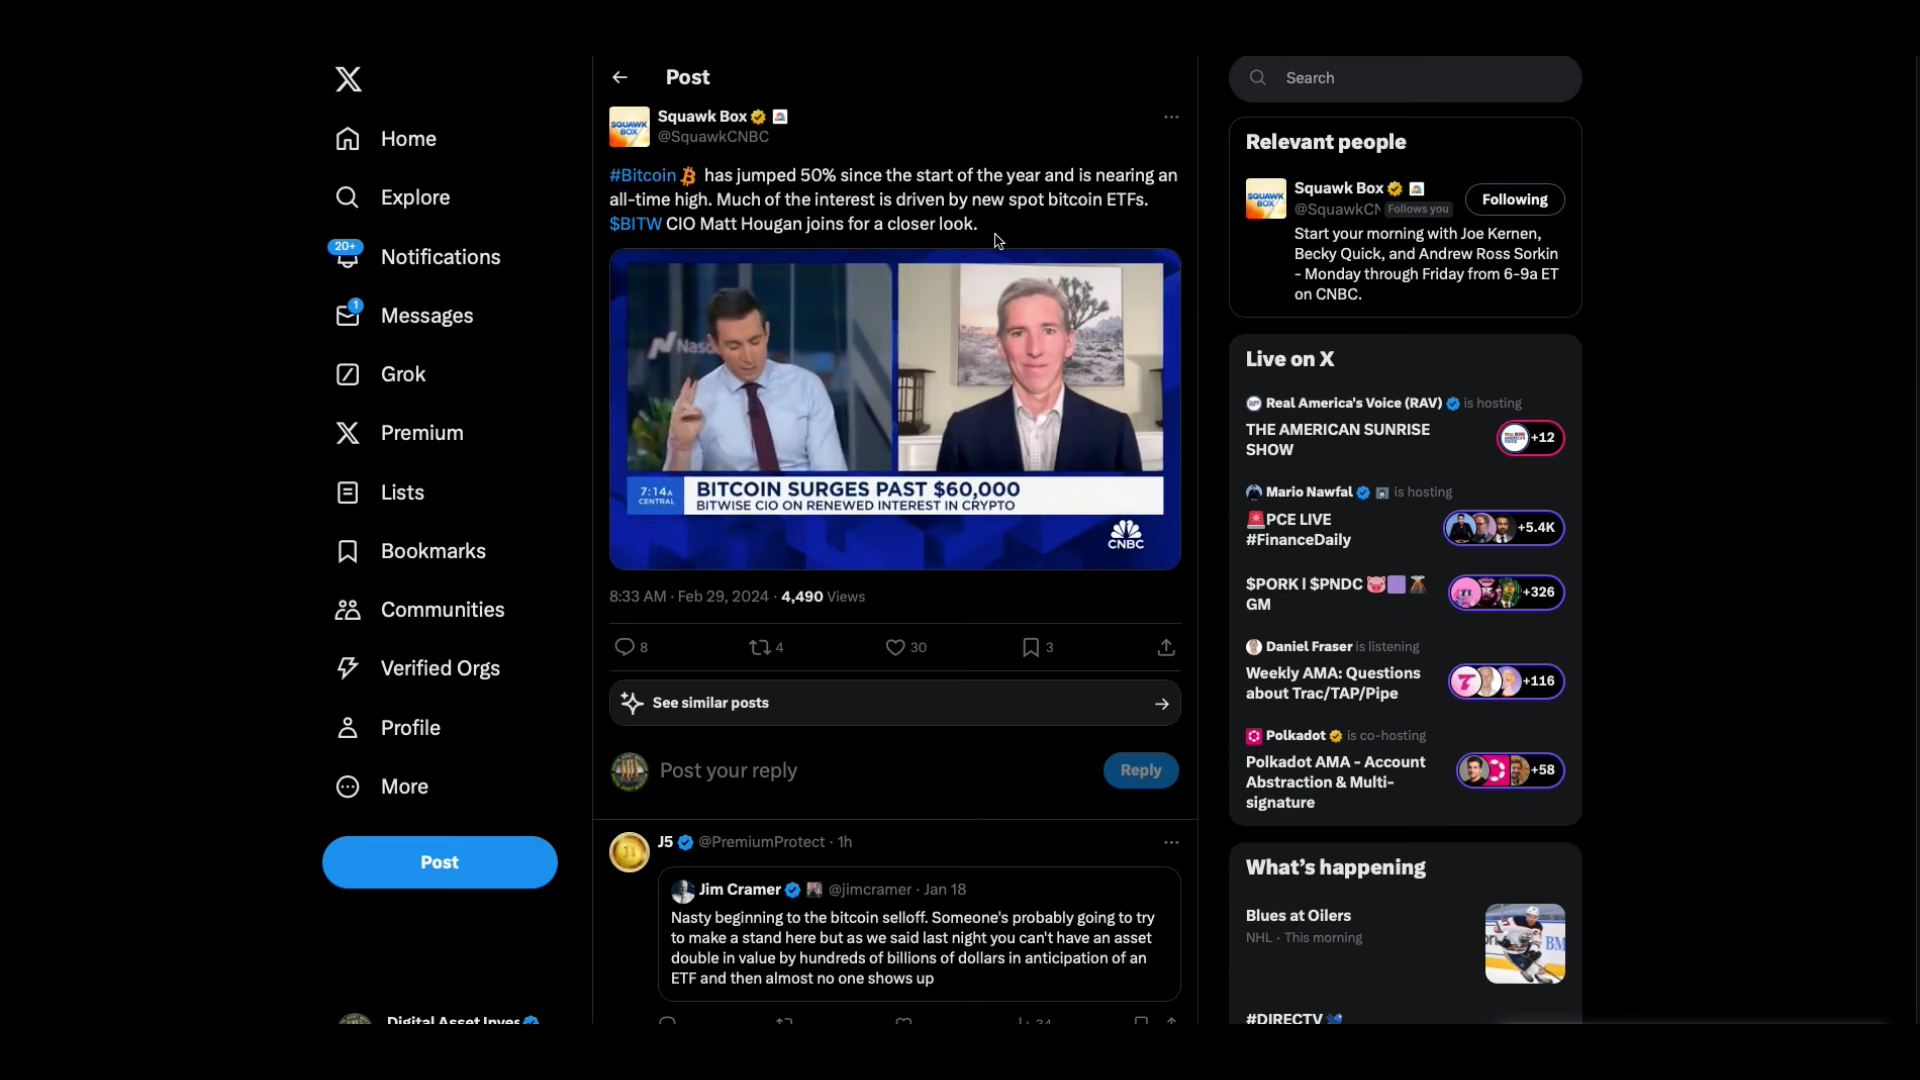 Home
Explore
20+
Notifications
1
Messages
Grok
Premium
Lists
Bookmarks
Communities
Verified Orgs
Profile
More
Post
Post
SQUAWK BOX
Squawk Box
@SquawkCNBC
#Bitcoin has jumped 50% since the start of the year and is nearing an
all-time high. Much of the interest is driven by new spot bitcoin ETFs.
$BITW CIO Matt Hougan joins for a closer look.
7:14A
CENTRAL
BITCOIN SURGES PAST $60,000
BITWISE CIO ON RENEWED INTEREST IN CRYPTO
CNBC
8:33 AM · Feb 29, 2024 · 4,490 Views
8
4
30
3
See similar posts
Post your reply
Reply
J5 @PremiumProtect · 1h
Jim Cramer @jimcramer · Jan 18
Nasty beginning to the bitcoin selloff. Someone's probably going to try
to make a stand here but as we said last night you can't have an asset
double in value by hundreds of billions of dollars in anticipation of an
ETF and then almost no one shows up
Search
Relevant people
SQUAWK BOX
Squawk Box
@SquawkCN Follows you
Following
Start your morning with Joe Kernen,
Becky Quick, and Andrew Ross Sorkin
- Monday through Friday from 6-9a ET
on CNBC.
Live on X
Real America's Voice (RAV) is hosting
THE AMERICAN SUNRISE
SHOW
+12
Mario Nawfal is hosting
PCE LIVE
#FinanceDaily
+5.4K
$PORK l $PNDC
GM
+326
Daniel Fraser is listening
Weekly AMA: Questions
about Trac/TAP/Pipe
+116
Polkadot is co-hosting
Polkadot AMA - Account
Abstraction & Multi-
signature
+58
What's happening
Blues at Oilers
NHL · This morning
#DIRECTV